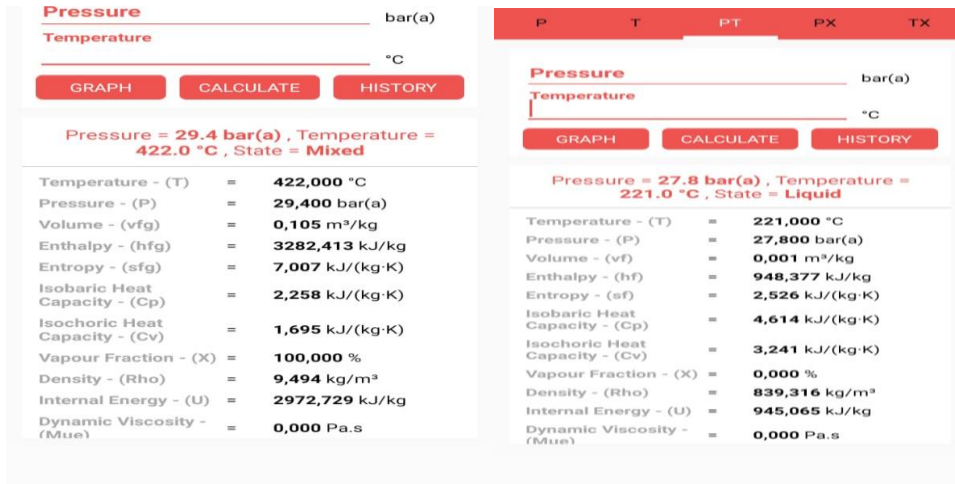 Pressure
bar(a)
Temperature
°C
GRAPH CALCULATE HISTORY
Pressure = 29.4 bar(a) , Temperature =
422.0 °C , State = Mixed
Temperature - (T) = 422,000 °C
Pressure - (P) = 29,400 bar(a)
Volume - (vfg) = 0,105 m³/kg
Enthalpy - (hfg) = 3282,413 kJ/kg
Entropy - (sfg) = 7,007 kJ/(kg·K)
Isobaric Heat
Capacity - (Cp) = 2,258 kJ/(kg·K)
Isochoric Heat
Capacity - (Cv) = 1,695 kJ/(kg·K)
Vapour Fraction - (X) = 100,000 %
Density - (Rho) = 9,494 kg/m³
Internal Energy - (U) = 2972,729 kJ/kg
Dynamic Viscosity -
(Mue) = 0,000 Pa.s
P T PT PX TX
Pressure
bar(a)
Temperature
°C
GRAPH CALCULATE HISTORY
Pressure = 27.8 bar(a) , Temperature =
221.0 °C , State = Liquid
Temperature - (T) = 221,000 °C
Pressure - (P) = 27,800 bar(a)
Volume - (vf) = 0,001 m³/kg
Enthalpy - (hf) = 948,377 kJ/kg
Entropy - (sf) = 2,526 kJ/(kg·K)
Isobaric Heat
Capacity - (Cp) = 4,614 kJ/(kg·K)
Isochoric Heat
Capacity - (Cv) = 3,241 kJ/(kg·K)
Vapour Fraction - (X) = 0,000 %
Density - (Rho) = 839,316 kg/m³
Internal Energy - (U) = 945,065 kJ/kg
Dynamic Viscosity -
(Mue) = 0,000 Pa.s